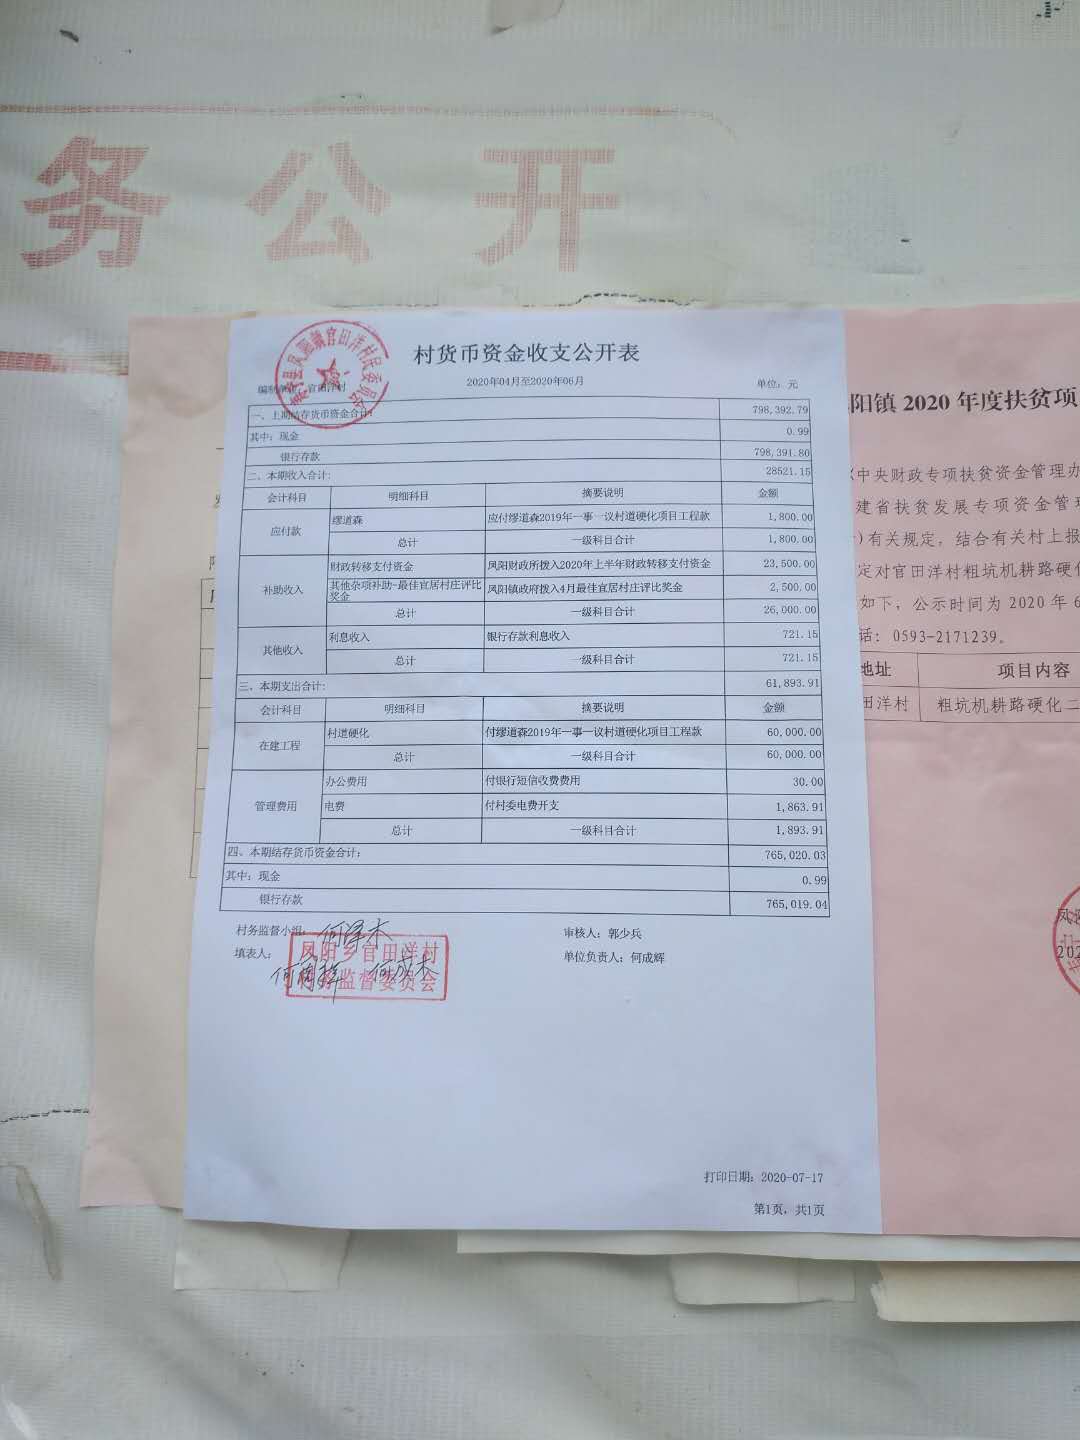 务公开
村货币资金收支公开表
2020年04月至2020年06月
官田洋村
单位：元
一、上期结存货币资金合计： 798,392.79
其中：现金 0.99
银行存款 798,391.80
二、本期收入合计： 28521.15
会计科目 明细科目 摘要说明 金额
应付款 缪道森 应付缪道森2019年一事一议村道硬化项目工程款 1,800.00
总计 一级科目合计 1,800.00
补助收入 财政转移支付资金 凤阳财政所拨入2020年上半年财政转移支付资金 23,500.00
其他杂项补助-最佳宜居村庄评比奖金 凤阳镇政府拨入4月最佳宜居村庄评比奖金 2,500.00
总计 一级科目合计 26,000.00
其他收入 利息收入 银行存款利息收入 721.15
总计 一级科目合计 721.15
三、本期支出合计： 61,893.91
会计科目 明细科目 摘要说明 金额
在建工程 村道硬化 付缪道森2019年一事一议村道硬化项目工程款 60,000.00
总计 一级科目合计 60,000.00
管理费用 办公费用 付银行短信收费费用 30.00
电费 付村委电费开支 1,863.91
总计 一级科目合计 1,893.91
四、本期结存货币资金合计： 765,020.03
其中：现金 0.99
银行存款 765,019.04
村务监督小组： 何泽木 审核人：郭少兵
填表人： 单位负责人：何成辉
凤阳乡官田洋村
村务监督委员会
何成木
打印日期：2020-07-17
第1页，共1页
阳镇 2020 年度扶贫项
《中央财政专项扶贫资金管理办
建省扶贫发展专项资金管理
)有关规定，结合有关村上报
定对官田洋村粗坑机耕路硬化
如下，公示时间为 2020 年 6
话：0593-2171239。
地址 项目内容
田洋村 粗坑机耕路硬化二
202